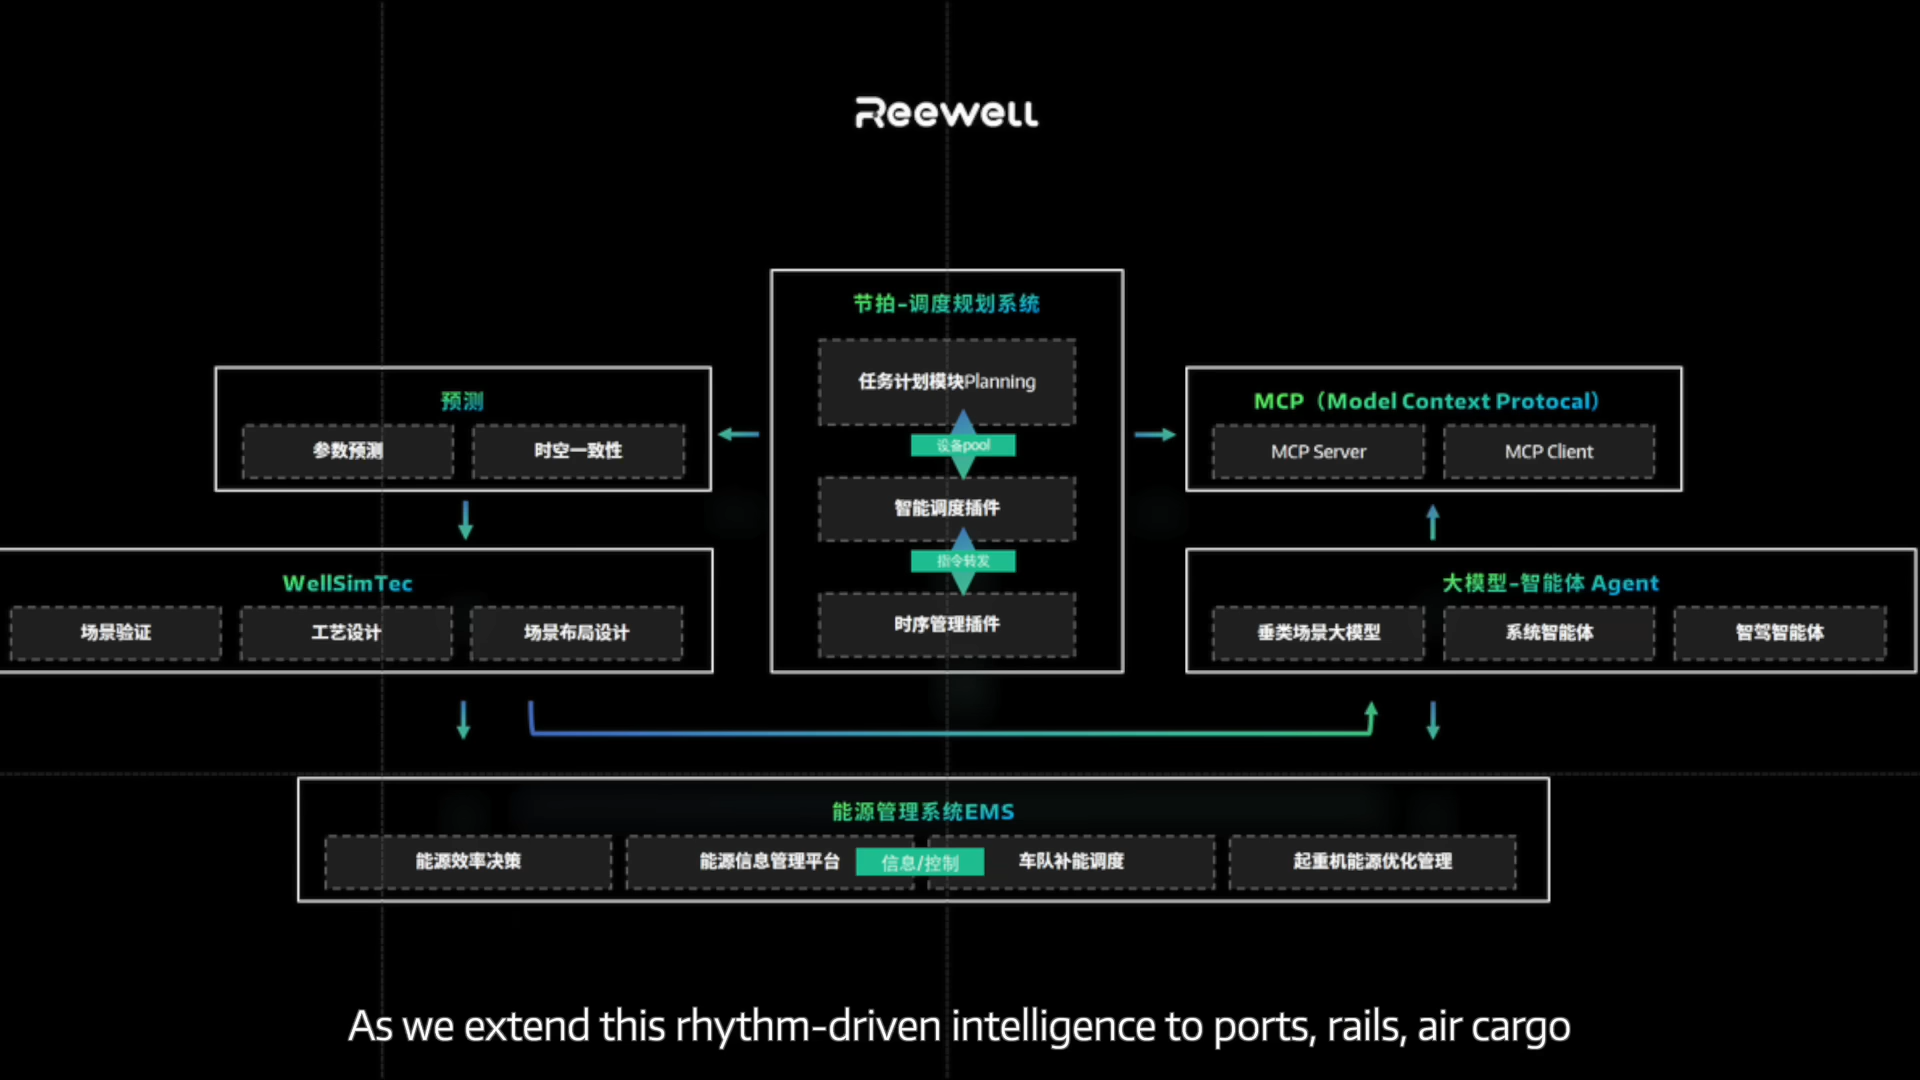 Reewell
节拍-调度规划系统
任务计划模块Planning
设备pool
智能调度插件
指令转发
时序管理插件
预测
参数预测
时空一致性
MCP（Model Context Protocal）
MCP Server
MCP Client
WellSimTec
场景验证
工艺设计
场景布局设计
大模型-智能体 Agent
垂类场景大模型
系统智能体
智驾智能体
能源管理系统EMS
能源效率决策
能源信息管理平台
信息/控制
车队补能调度
起重机能源优化管理
As we extend this rhythm-driven intelligence to ports, rails, air cargo